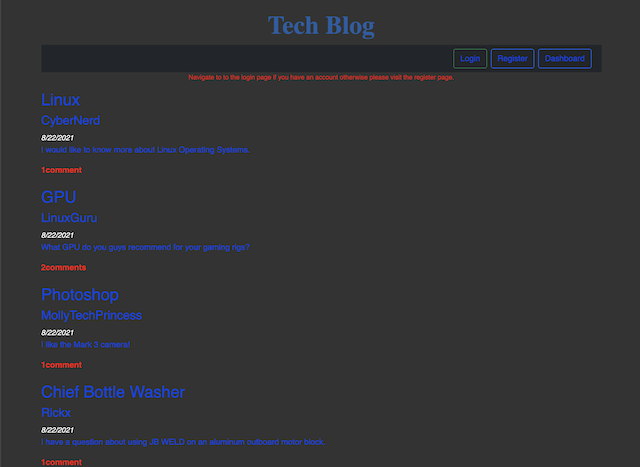 Tech Blog
Login Register Dashboard
Navigate to to the login page if you have an account otherwise please visit the register page.
Linux
CyberNerd
8/22/2021
I would like to know more about Linux Operating Systems.
1comment
GPU
LinuxGuru
8/22/2021
What GPU do you guys recommend for your gaming rigs?
2comments
Photoshop
MollyTechPrincess
8/22/2021
I like the Mark 3 camera!
1comment
Chief Bottle Washer
Rickx
8/22/2021
I have a question about using JB WELD on an aluminum outboard motor block.
1comment